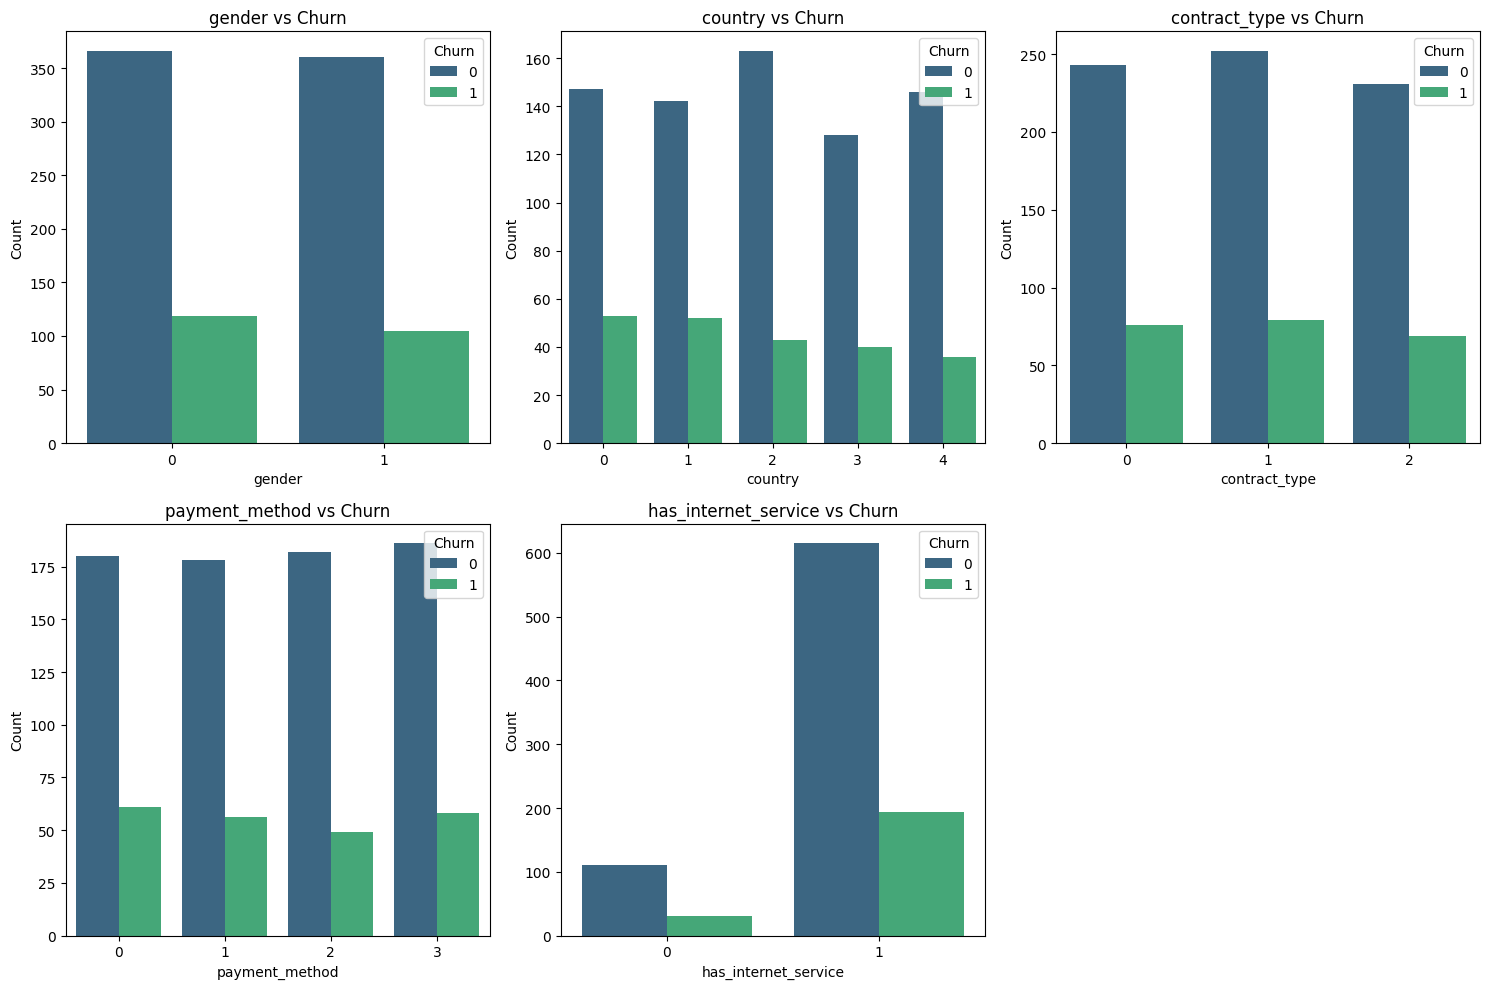 gender vs Churn
350
300
250
200
150
100
50
0
Count
0 1
gender
Churn
0
1
country vs Churn
160
140
120
100
80
60
40
20
0
Count
0 1 2 3 4
country
Churn
0
1
contract_type vs Churn
250
200
150
100
50
0
Count
0 1 2
contract_type
Churn
0
1
payment_method vs Churn
175
150
125
100
75
50
25
0
Count
0 1 2 3
payment_method
Churn
0
1
has_internet_service vs Churn
600
500
400
300
200
100
0
Count
0 1
has_internet_service
Churn
0
1